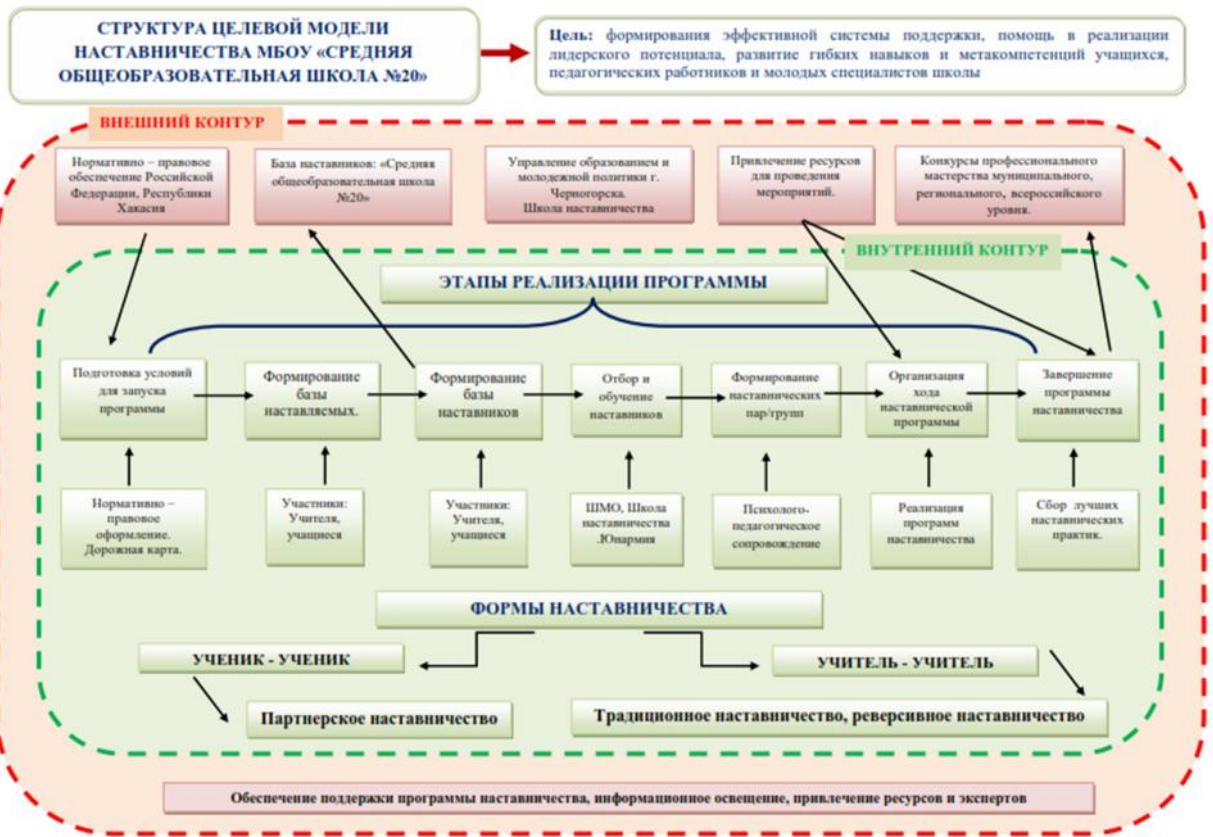 СТРУКТУРА ЦЕЛЕВОЙ МОДЕЛИ
НАСТАВНИЧЕСТВА МБОУ «СРЕДНЯЯ
ОБЩЕОБРАЗОВАТЕЛЬНАЯ ШКОЛА №20»
Цель: формирования эффективной системы поддержки, помощь в реализации
лидерского потенциала, развитие гибких навыков и метакомпетенций учащихся,
педагогических работников и молодых специалистов школы
ВНЕШНИЙ КОНТУР
Нормативно – правовое
обеспечение Российской
Федерации, Республики
Хакасия
База наставников: «Средняя
общеобразовательная школа
№20»
Управление образованием и
молодежной политики г.
Черногорска.
Школа наставничества
Привлечение ресурсов
для проведения
мероприятий.
Конкурсы профессионального
мастерства муниципального,
регионального, всероссийского
уровня.
ВНУТРЕННИЙ КОНТУР
ЭТАПЫ РЕАЛИЗАЦИИ ПРОГРАММЫ
Подготовка условий
для запуска
программы
Формирование
базы
наставляемых.
Формирование
базы
наставников
Отбор и
обучение
наставников
Формирование
наставнических
пар/групп
Организация
хода
наставнической
программы
Завершение
программы
наставничества
Нормативно –
правовое
оформление.
Дорожная карта.
Участники:
Учителя,
учащиеся
Участники:
Учителя,
учащиеся
ШМО, Школа
наставничества
.Юнармия
Психолого-
педагогическое
сопровождение
Реализация
программ
наставничества
Сбор лучших
наставнических
практик.
ФОРМЫ НАСТАВНИЧЕСТВА
УЧЕНИК - УЧЕНИК
УЧИТЕЛЬ - УЧИТЕЛЬ
Партнерское наставничество
Традиционное наставничество, реверсивное наставничество
Обеспечение поддержки программы наставничества, информационное освещение, привлечение ресурсов и экспертов